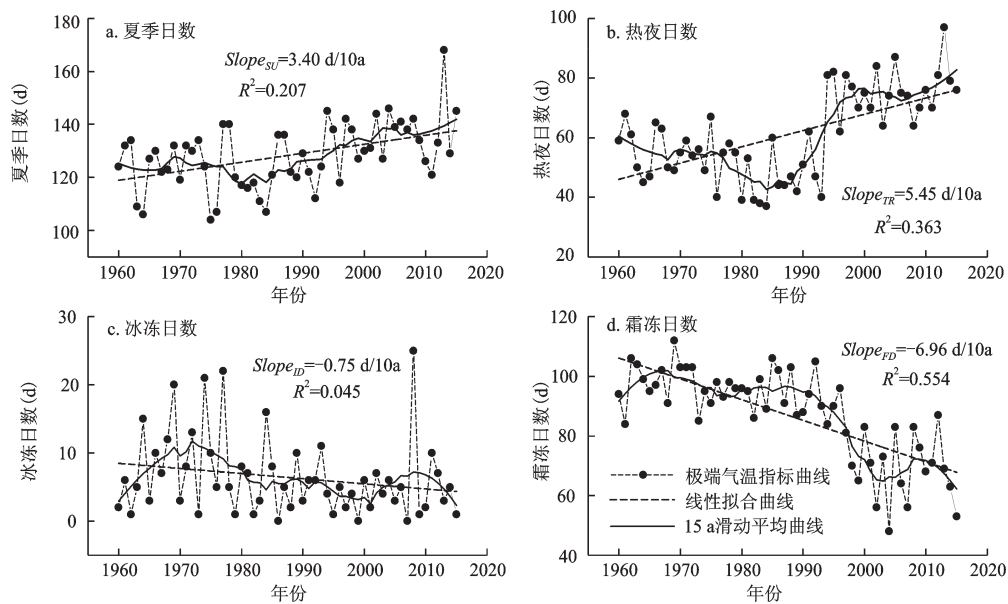 a. 夏季日数
Slope_SU=3.40 d/10a
R²=0.207
夏季日数(d)
180
160
140
120
100
1960 1970 1980 1990 2000 2010 2020
年份
b. 热夜日数
Slope_TR=5.45 d/10a
R²=0.363
热夜日数(d)
100
80
60
40
20
1960 1970 1980 1990 2000 2010 2020
年份
c. 冰冻日数
Slope_ID=−0.75 d/10a
R²=0.045
冰冻日数(d)
30
20
10
0
1960 1970 1980 1990 2000 2010 2020
年份
d. 霜冻日数
Slope_FD=−6.96 d/10a
R²=0.554
霜冻日数(d)
120
100
80
60
40
极端气温指标曲线
线性拟合曲线
15 a滑动平均曲线
1960 1970 1980 1990 2000 2010 2020
年份